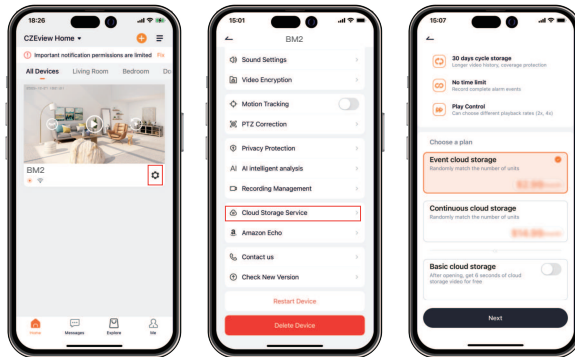 18:26
CZEview Home
Important notification permissions are limited Fix
All Devices Living Room Bedroom Do
BM2
Home Messages Explore Me
15:01
BM2
Sound Settings
Video Encryption
Motion Tracking
PTZ Correction
Privacy Protection
AI AI intelligent analysis
Recording Management
Cloud Storage Service
Amazon Echo
Contact us
Check New Version
Restart Device
Delete Device
15:07
30 days cycle storage
Longer video history, coverage protection
No time limit
Record complete alarm events
Play Control
Can choose different playback rates (2x, 4x)
Choose a plan
Event cloud storage
Randomly match the number of units
Continuous cloud storage
Randomly match the number of units
Basic cloud storage
After opening, get 6 seconds of cloud
storage video for free
Next